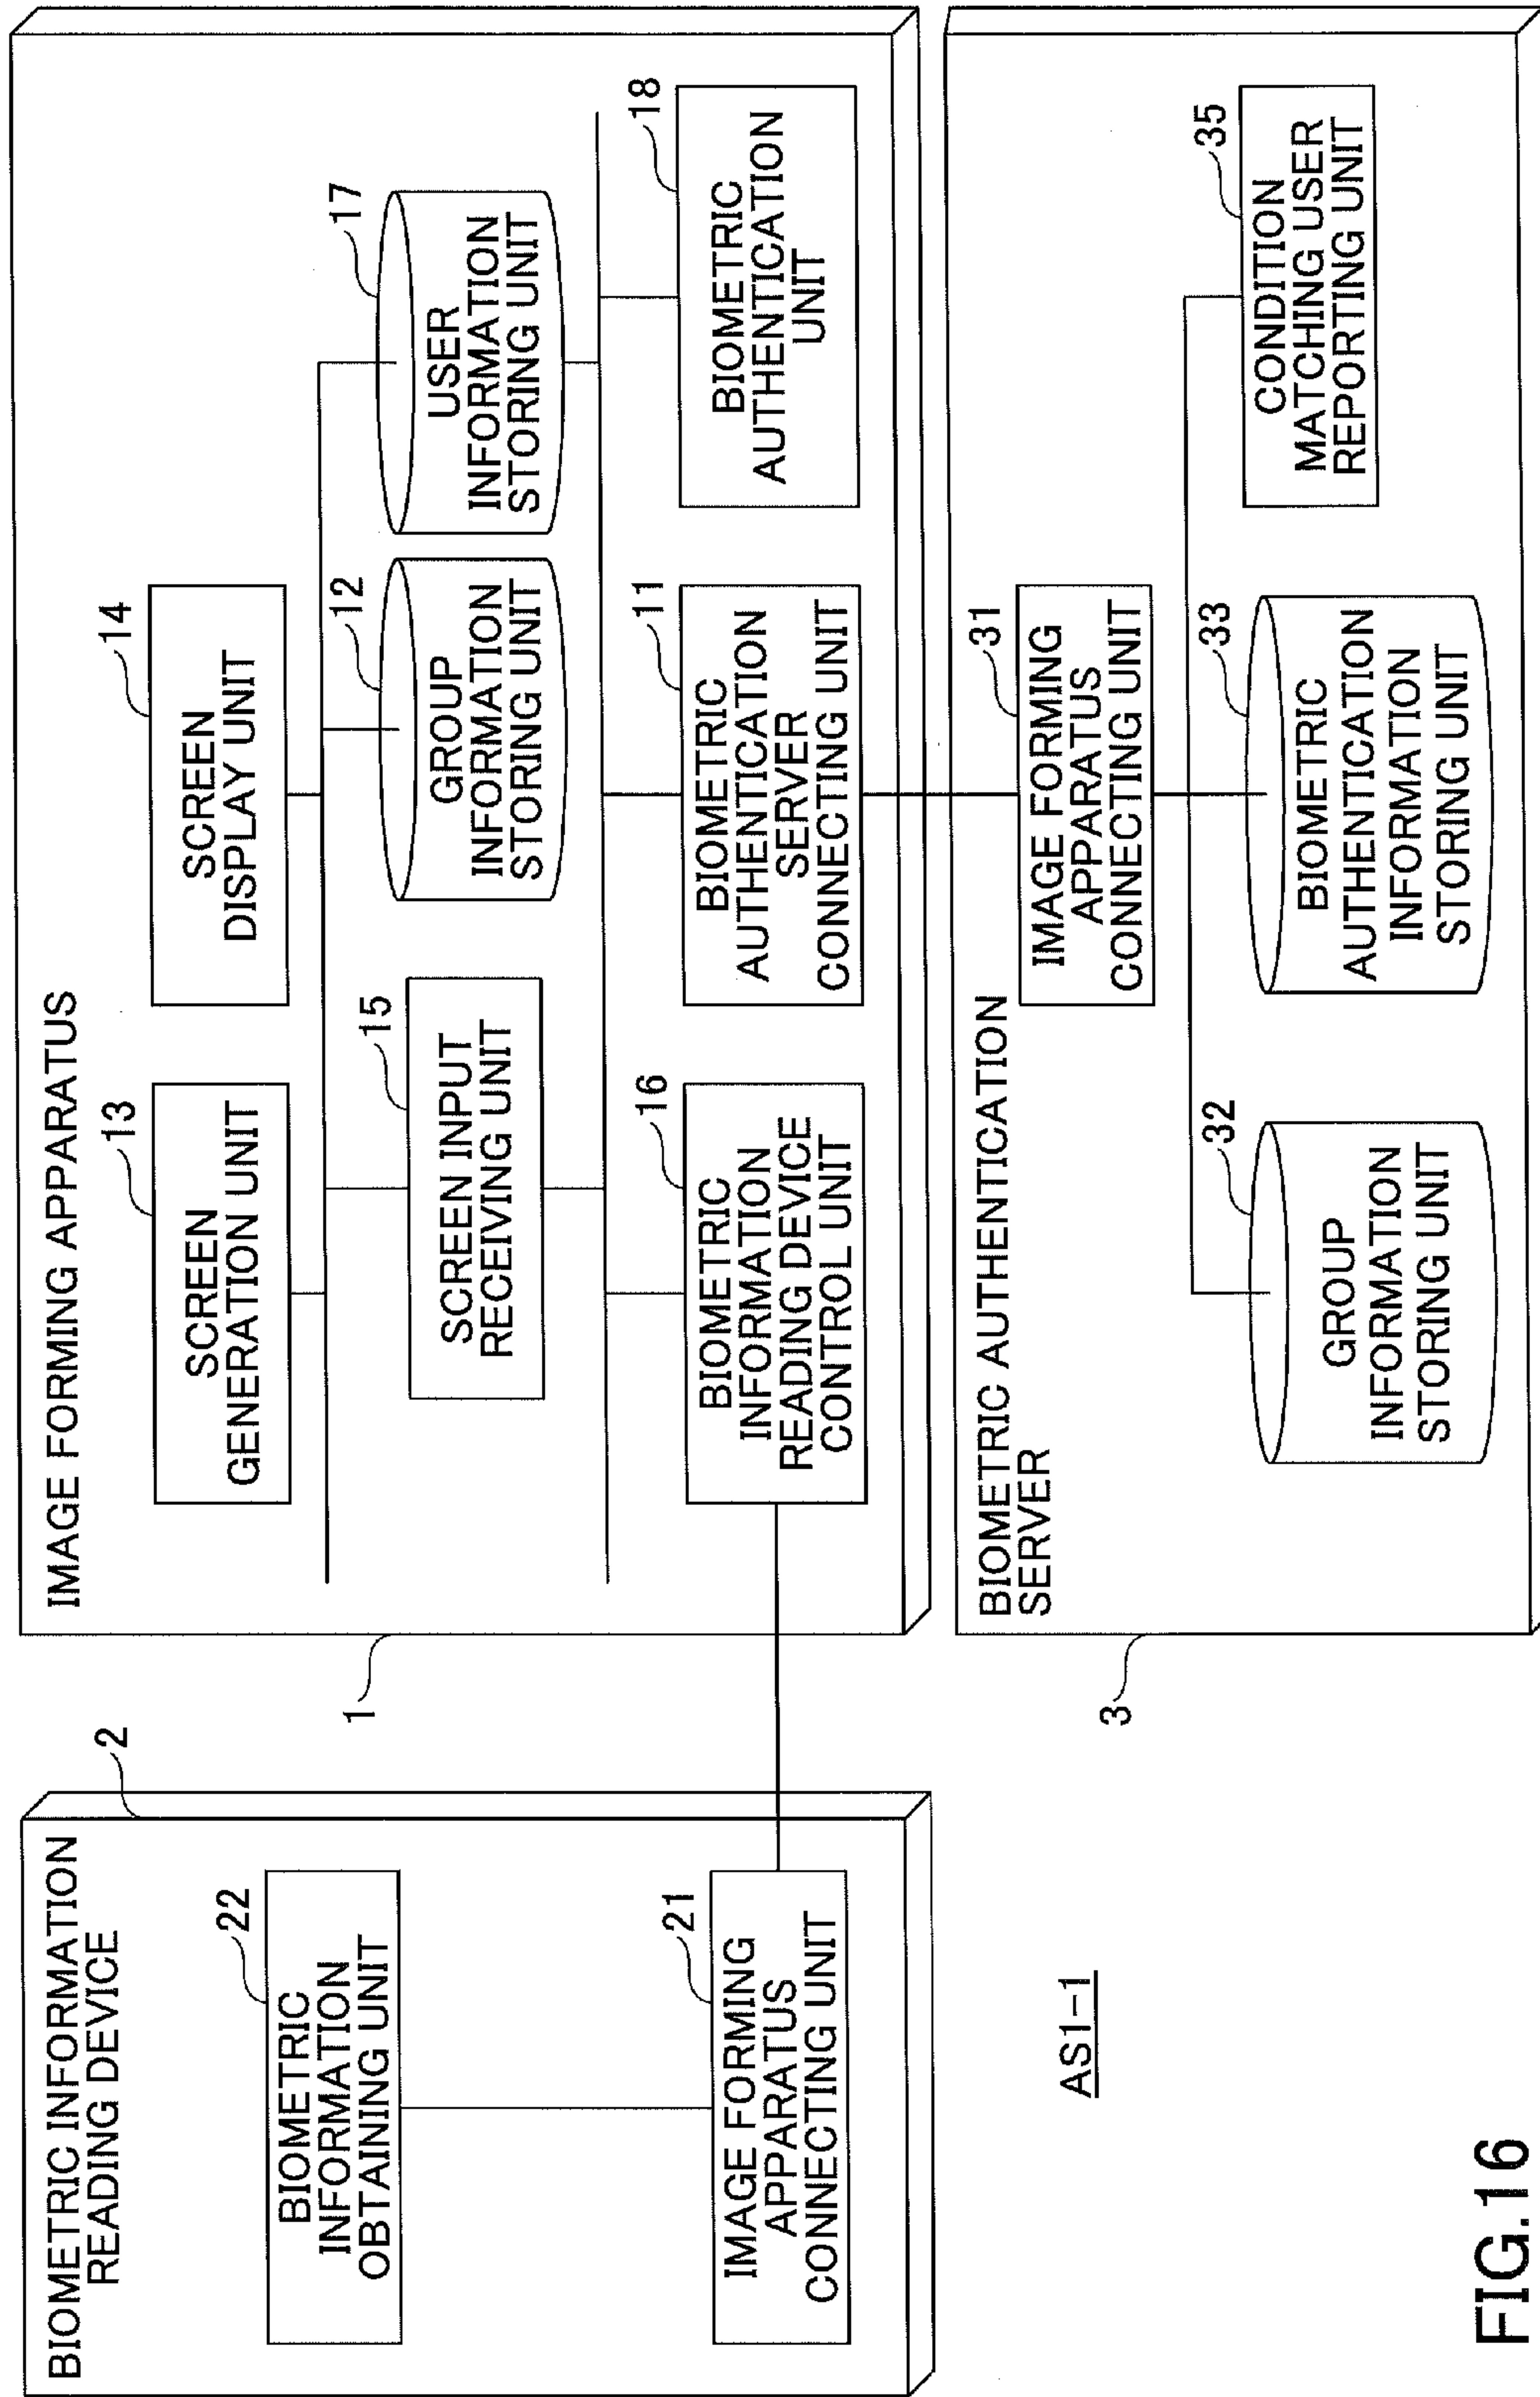 FIG.16
AS1-1
BIOMETRIC INFORMATION
READING DEVICE
2
22
BIOMETRIC
INFORMATION
OBTAINING UNIT
21
IMAGE FORMING
APPARATUS
CONNECTING UNIT
IMAGE FORMING APPARATUS
1
13
SCREEN
GENERATION UNIT
14
SCREEN
DISPLAY UNIT
15
SCREEN INPUT
RECEIVING UNIT
12
GROUP
INFORMATION
STORING UNIT
17
USER
INFORMATION
STORING UNIT
16
BIOMETRIC
INFORMATION
READING DEVICE
CONTROL UNIT
11
BIOMETRIC
AUTHENTICATION
SERVER
CONNECTING UNIT
18
BIOMETRIC
AUTHENTICATION
UNIT
BIOMETRIC AUTHENTICATION
SERVER
3
31
IMAGE FORMING
APPARATUS
CONNECTING UNIT
32
GROUP
INFORMATION
STORING UNIT
33
BIOMETRIC
AUTHENTICATION
INFORMATION
STORING UNIT
35
CONDITION
MATCHING USER
REPORTING UNIT